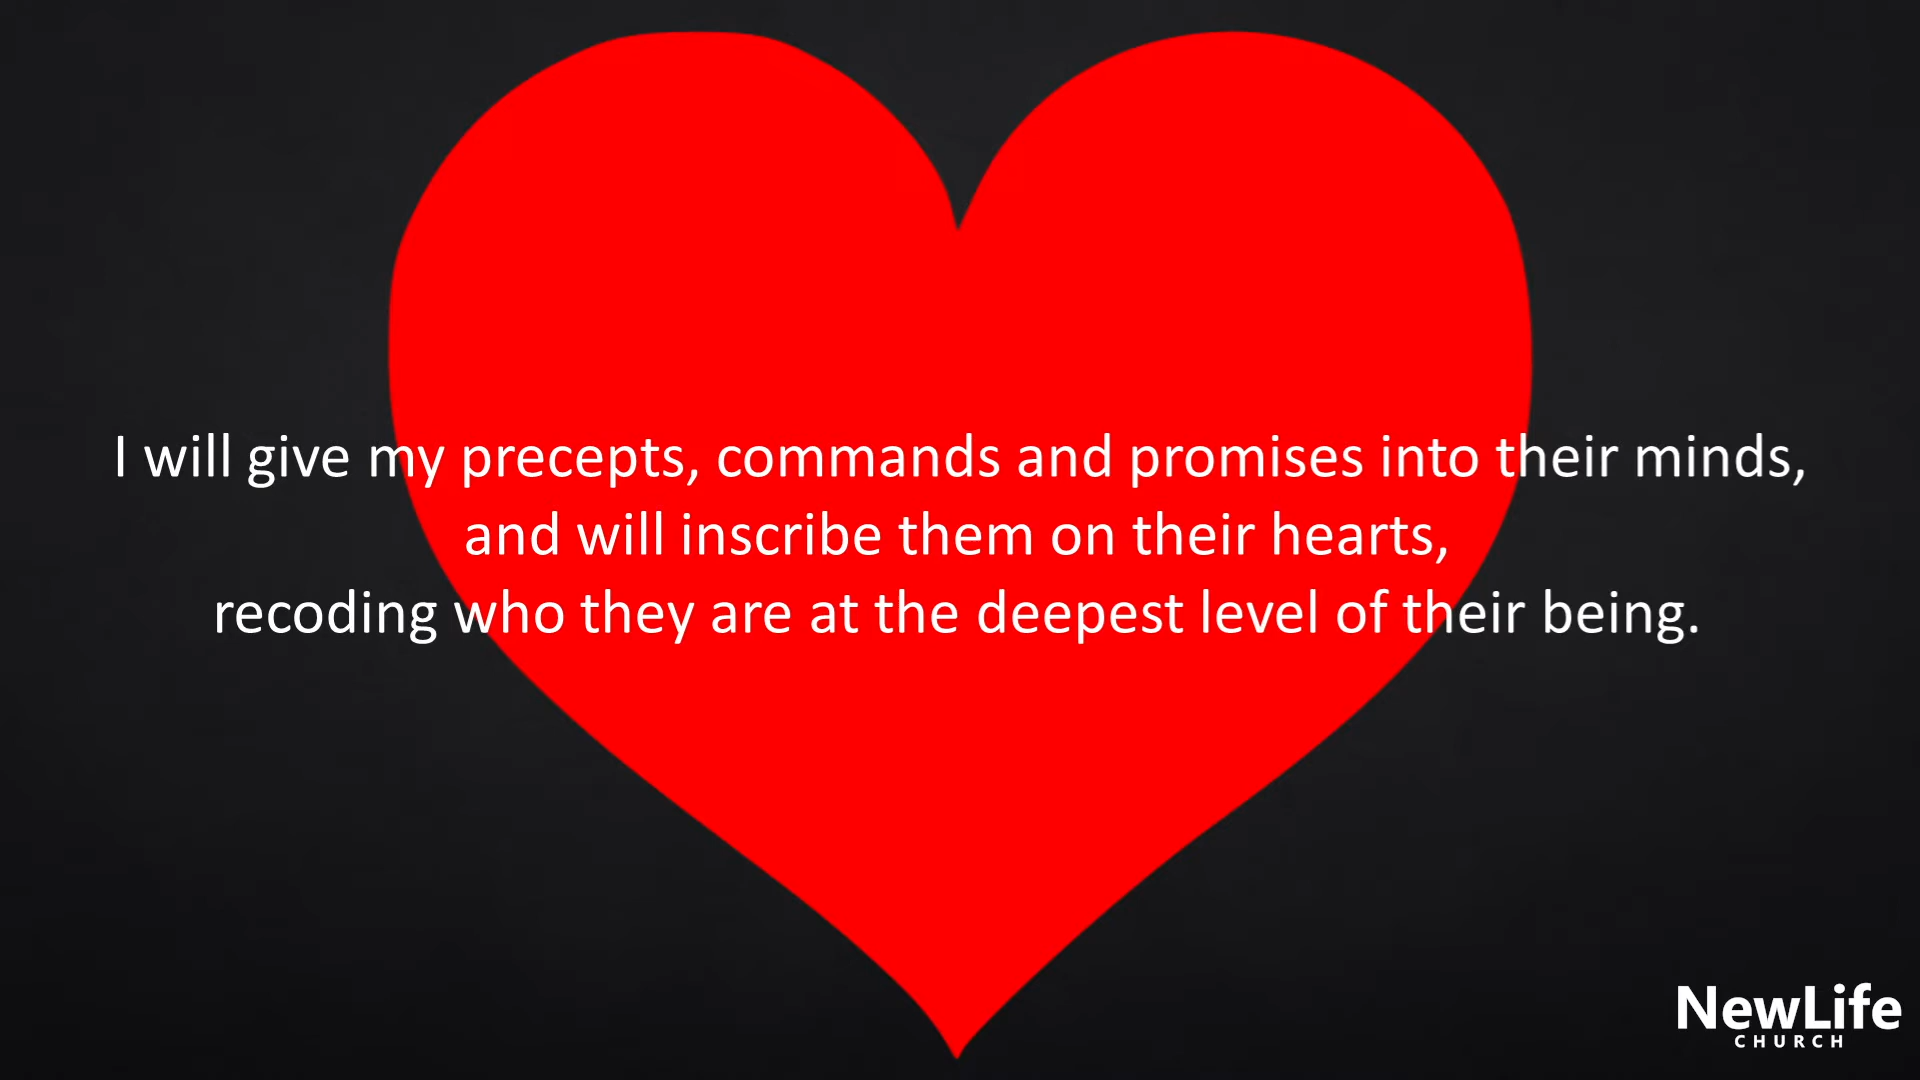 I will give my precepts, commands and promises into their minds,
and will inscribe them on their hearts,
recoding who they are at the deepest level of their being.
NewLife
CHURCH